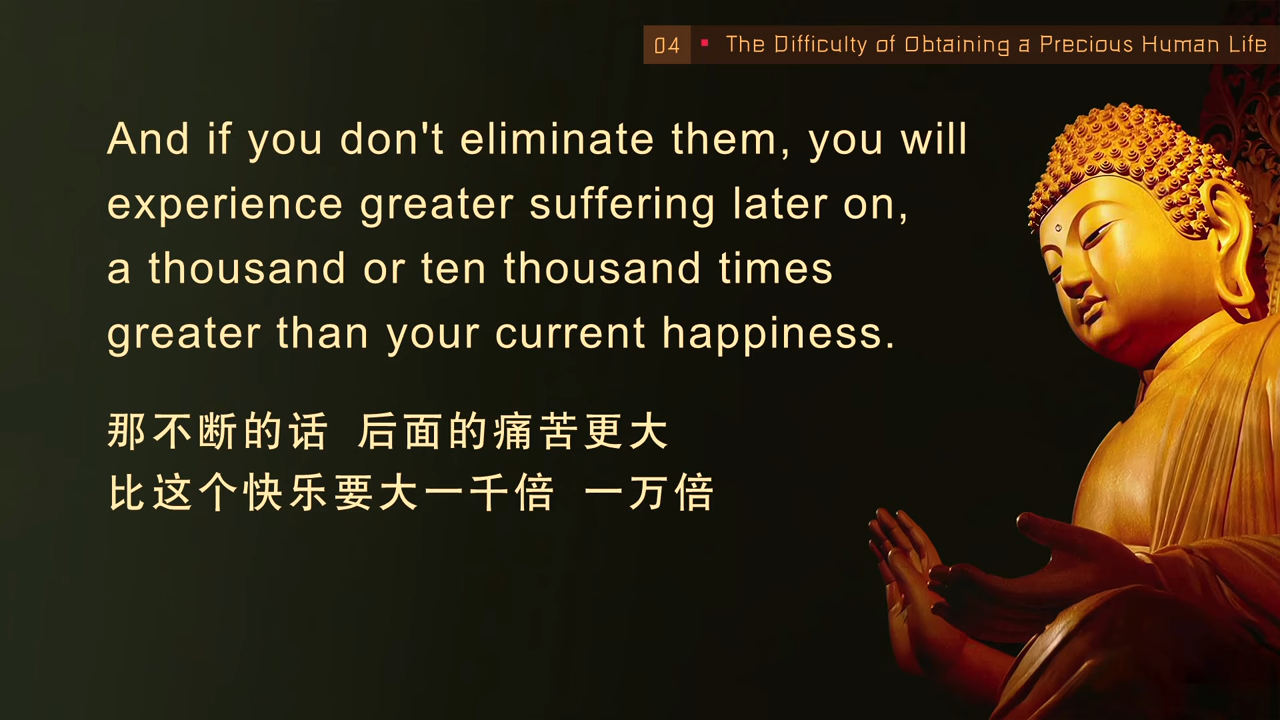 04 ▪ The Difficulty of Obtaining a Precious Human Life
And if you don't eliminate them, you will
experience greater suffering later on,
a thousand or ten thousand times
greater than your current happiness.
那不断的话 后面的痛苦更大
比这个快乐要大一千倍 一万倍